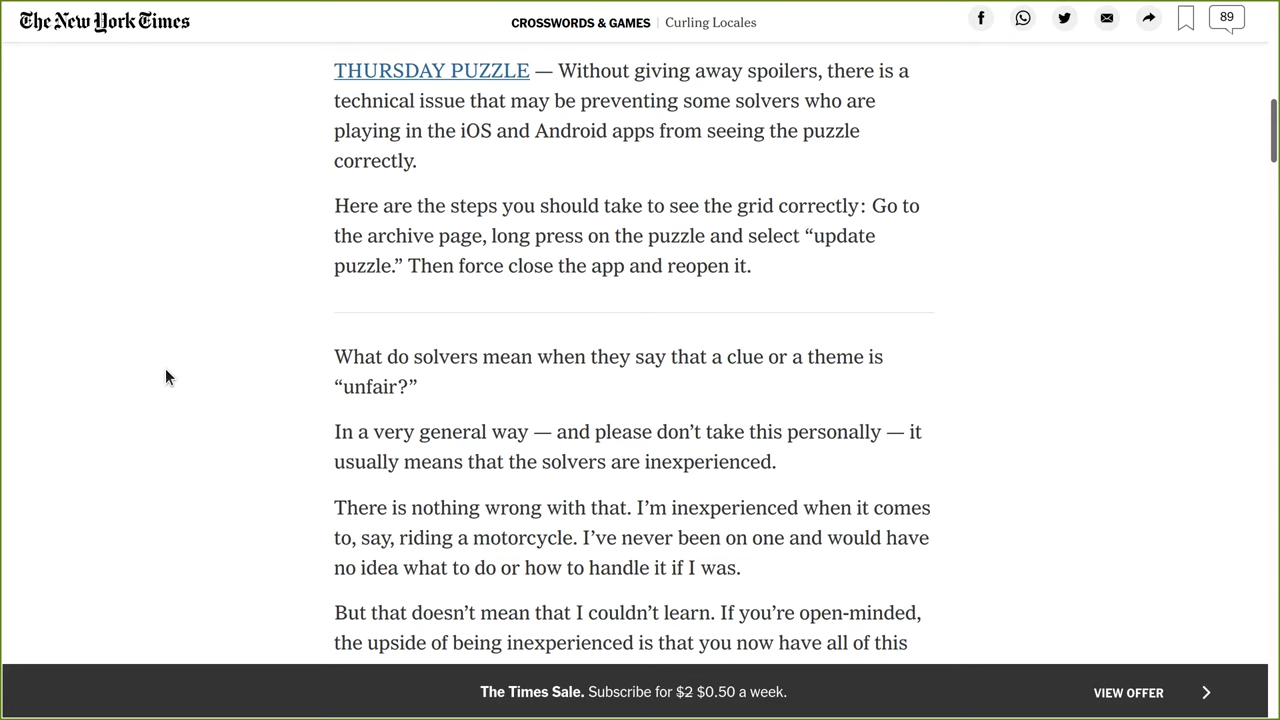 The New York Times
CROSSWORDS & GAMES | Curling Locales
89
THURSDAY PUZZLE — Without giving away spoilers, there is a
technical issue that may be preventing some solvers who are
playing in the iOS and Android apps from seeing the puzzle
correctly.
Here are the steps you should take to see the grid correctly: Go to
the archive page, long press on the puzzle and select “update
puzzle.” Then force close the app and reopen it.
What do solvers mean when they say that a clue or a theme is
“unfair?”
In a very general way — and please don’t take this personally — it
usually means that the solvers are inexperienced.
There is nothing wrong with that. I’m inexperienced when it comes
to, say, riding a motorcycle. I’ve never been on one and would have
no idea what to do or how to handle it if I was.
But that doesn’t mean that I couldn’t learn. If you’re open-minded,
the upside of being inexperienced is that you now have all of this
The Times Sale. Subscribe for $2 $0.50 a week.
VIEW OFFER